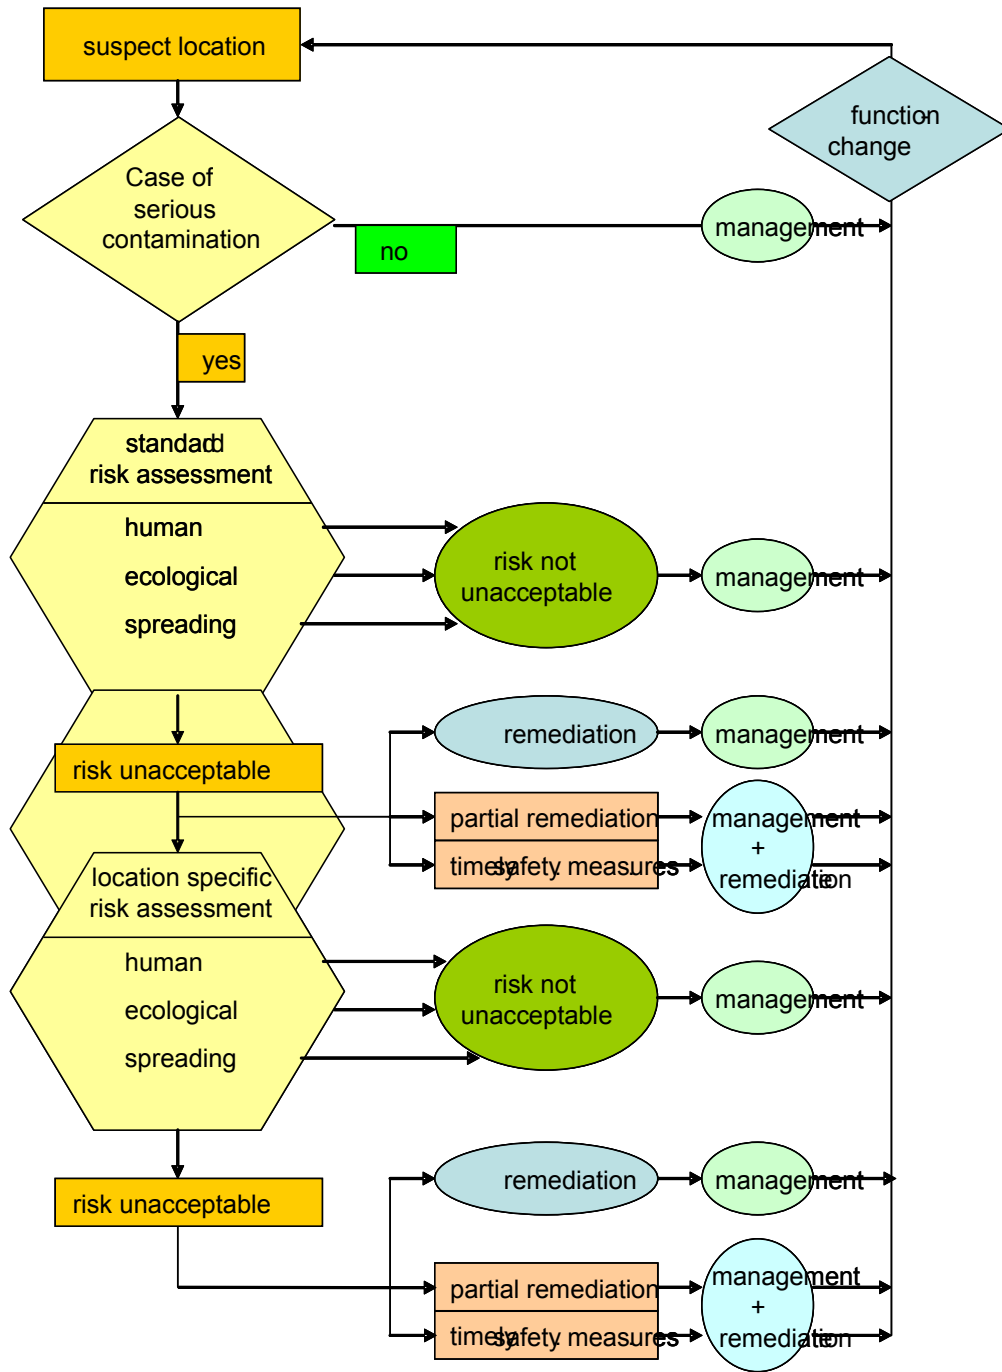 suspect location
function
change
Case of
serious
contamination
no
management
yes
standard
risk assessment
human
ecological
spreading
risk not
unacceptable
management
risk unacceptable
remediation
management
partial remediation
timely safety measures
management
+
remediation
location specific
risk assessment
human
ecological
spreading
risk not
unacceptable
management
risk unacceptable
remediation
management
partial remediation
timely safety measures
management
+
remediation